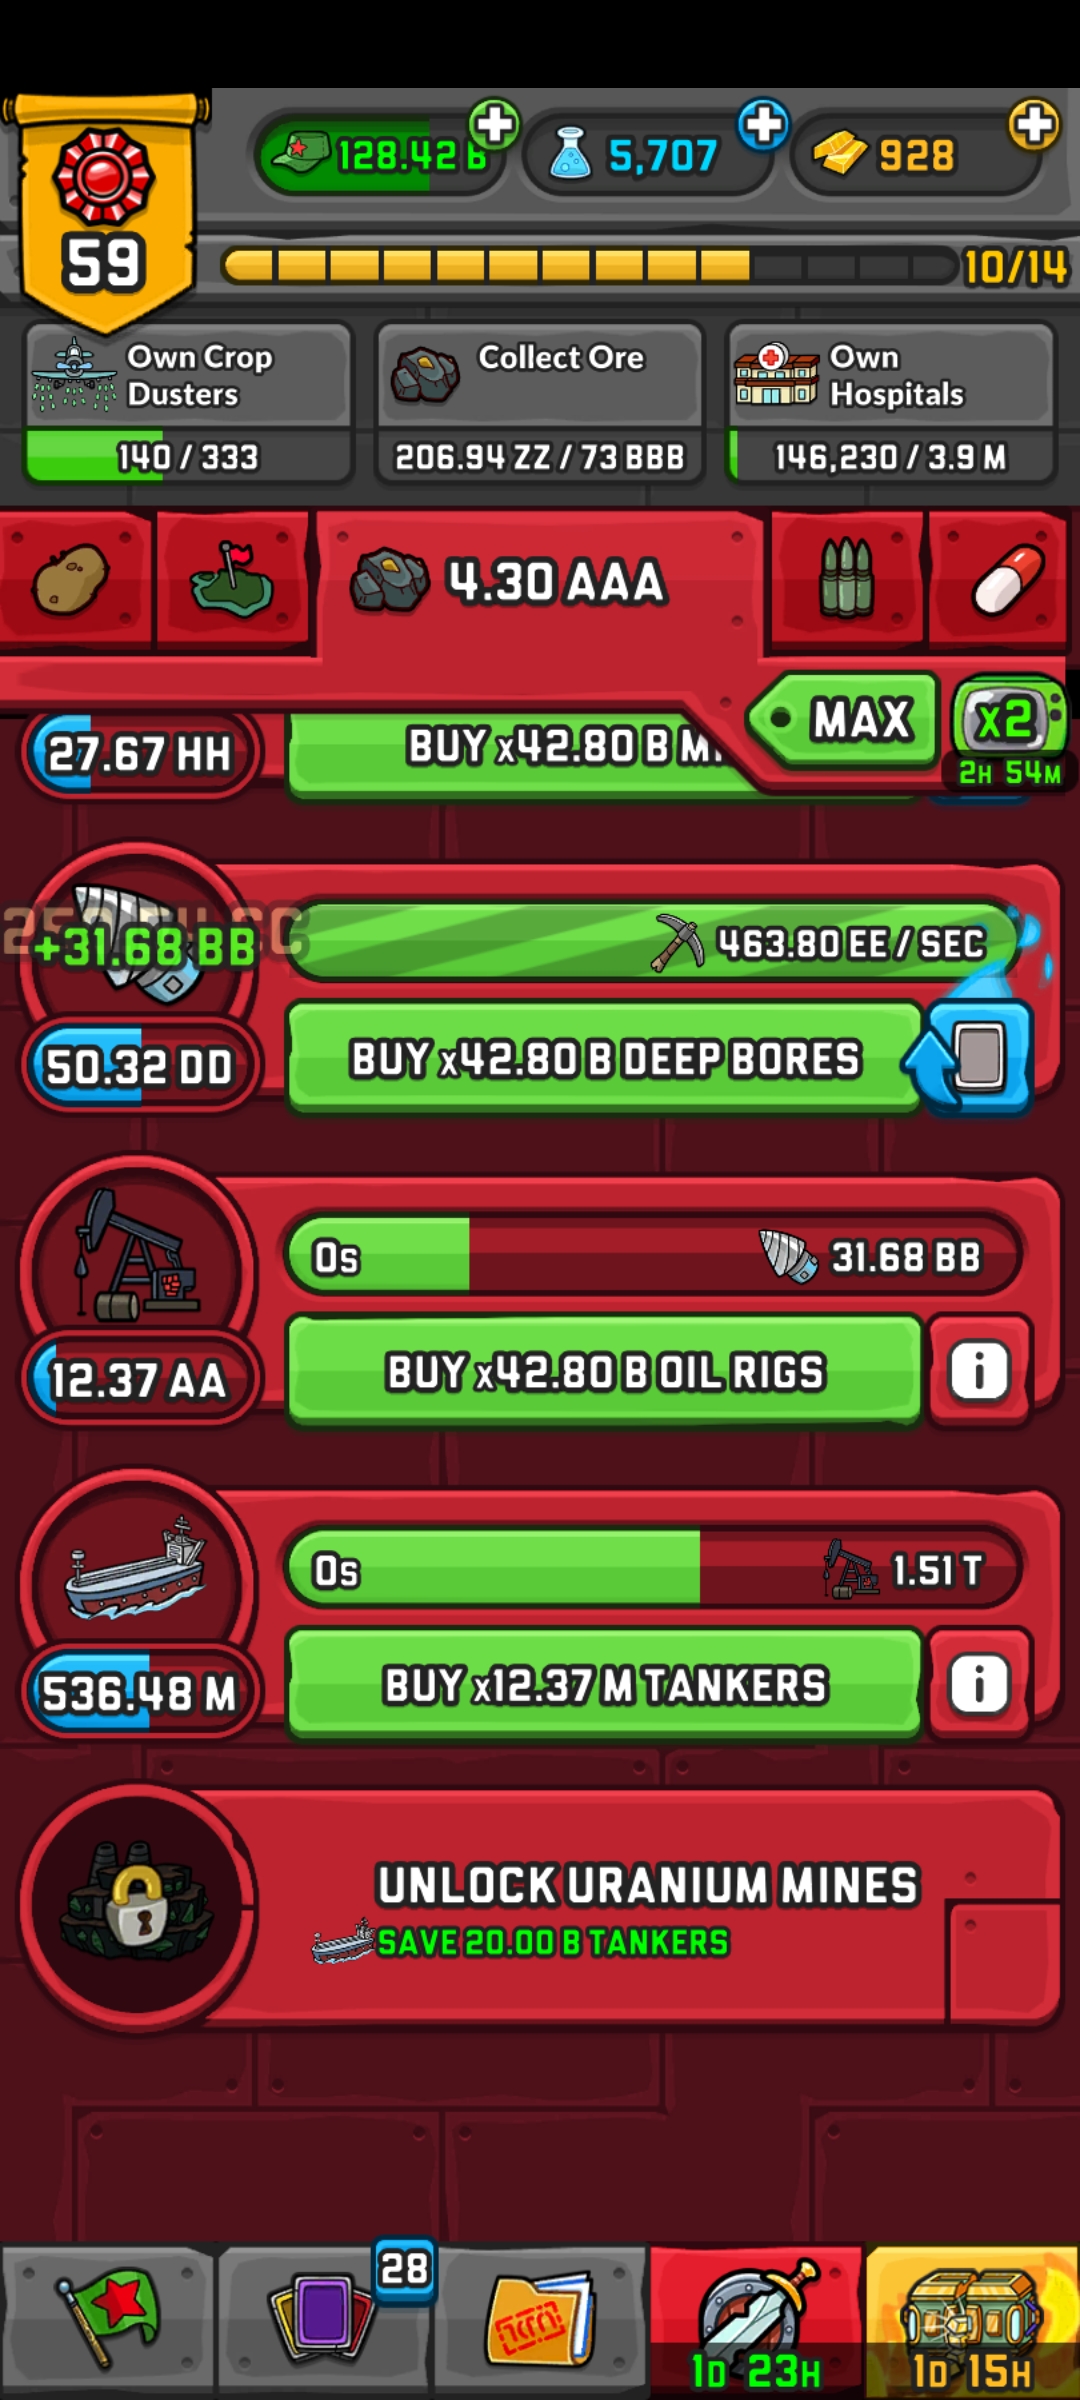 128.42 B
5,707
928
59
10/14
Own Crop
Dusters
140 / 333
Collect Ore
206.94 ZZ / 73 BBB
Own
Hospitals
146,230 / 3.9 M
4.30 AAA
MAX
x2
2H 54M
27.67 HH
BUY x42.80 B
+31.68 BB
463.80 EE / SEC
50.32 DD
BUY x42.80 B DEEP BORES
0s
31.68 BB
12.37 AA
BUY x42.80 B OIL RIGS
i
0s
1.51 T
536.48 M
BUY x12.37 M TANKERS
i
UNLOCK URANIUM MINES
SAVE 20.00 B TANKERS
28
1D 23H
1D 15H